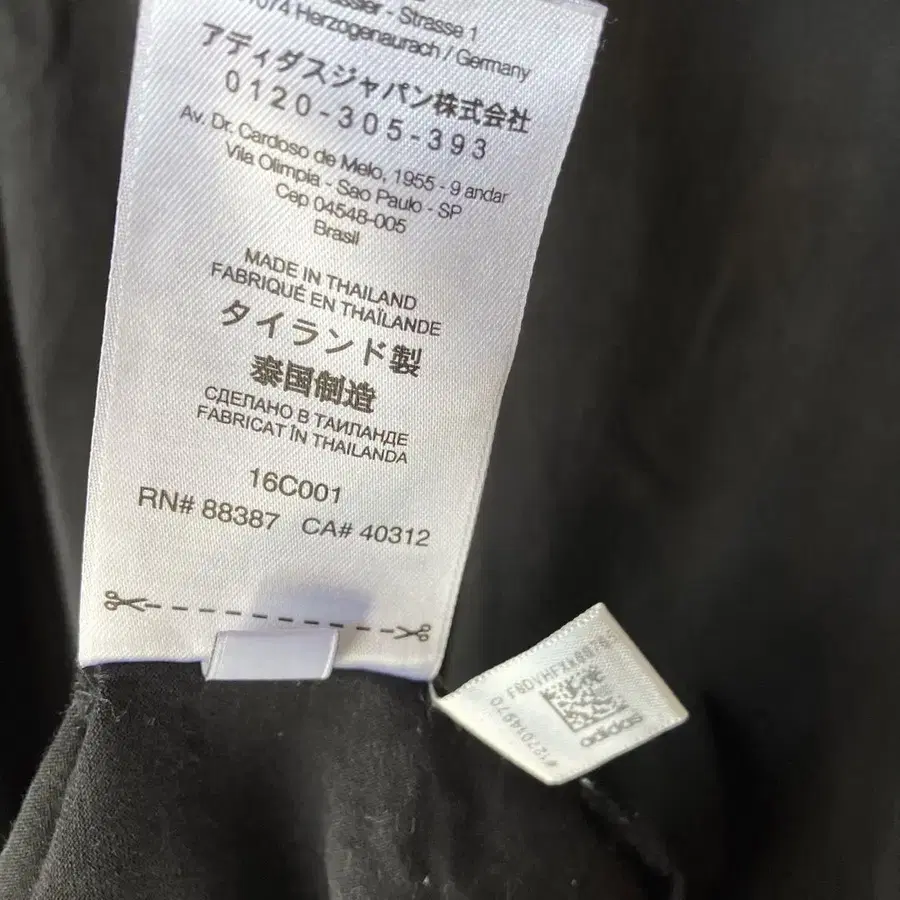 - Strasse 1
Herzogenaurach / Germany
アディダスジャパン株式会社
0120-305-393
Av. Dr. Cardoso de Melo, 1955 - 9 andar
Vila Olimpia - Sao Paulo - SP
Cep 04548-005
Brasil
MADE IN THAILAND
FABRIQUÉ EN THAÏLANDE
タイランド製
泰国制造
СДЕЛАНО В ТАИЛАНДЕ
FABRICAT ÎN THAILANDA
16C001
RN# 88387 CA# 40312
adidas